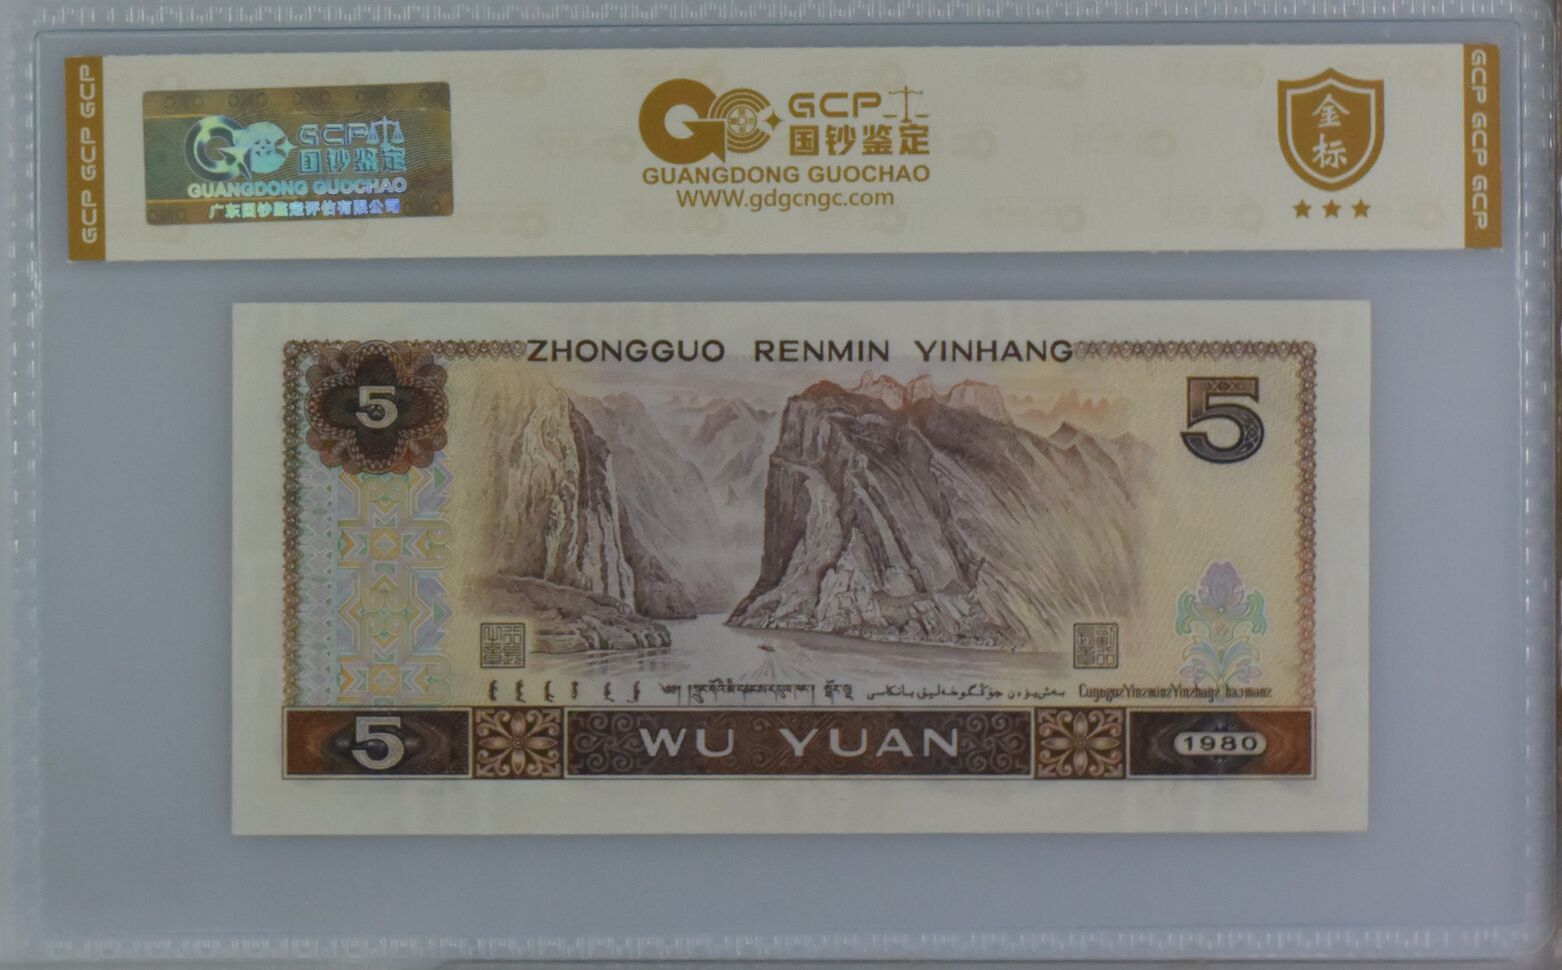 GCP GCP GCP
GCP
国钞鉴定
GUANGDONG GUOCHAO
广东国钞鉴定评估有限公司
GCP
国钞鉴定
GUANGDONG GUOCHAO
WWW.gdgcngc.com
金标
GCP GCP GCP
ZHONGGUO RENMIN YINHANG
5
5
5 WU YUAN 1980